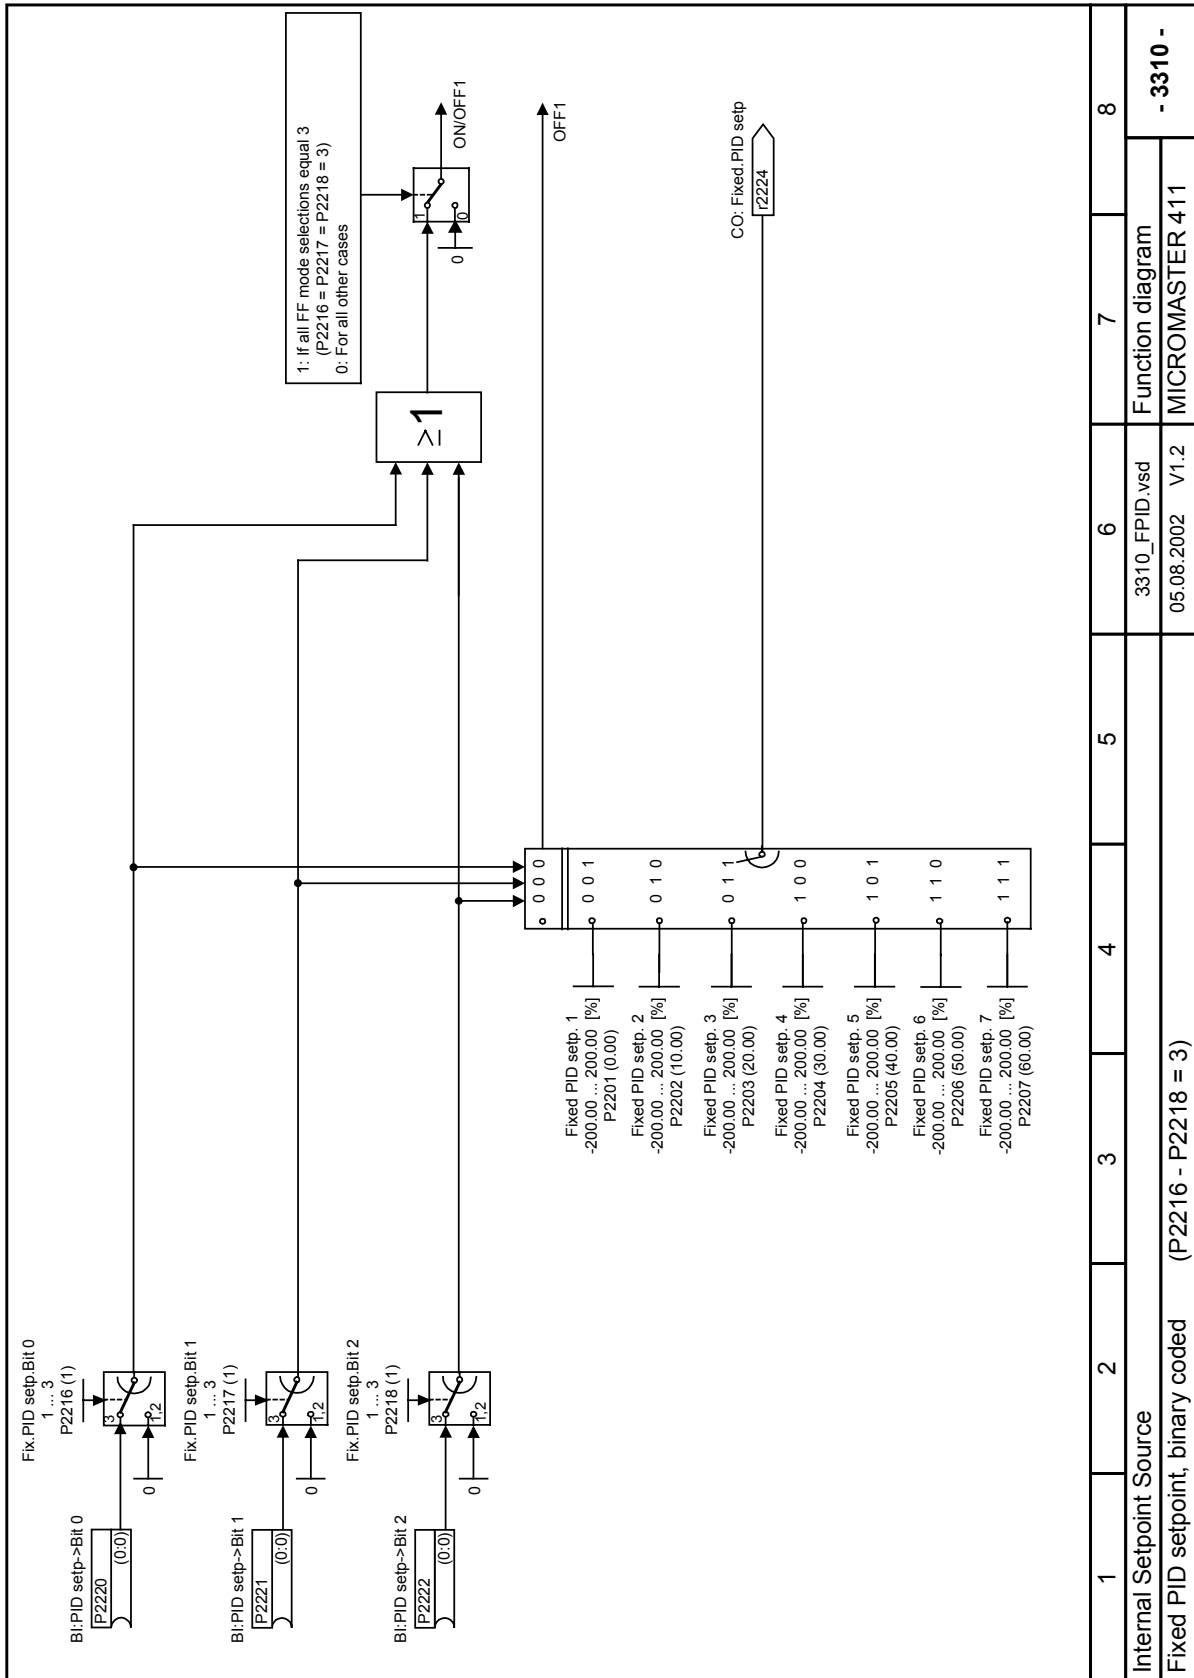 BI:PID setp->Bit 0
P2220
(0:0)
Fix.PID setp.Bit 0
1 ... 3
P2216 (1)
3
1,2
0
BI:PID setp->Bit 1
P2221
(0:0)
Fix.PID setp.Bit 1
1 ... 3
P2217 (1)
3
1,2
0
BI:PID setp->Bit 2
P2222
(0:0)
Fix.PID setp.Bit 2
1 ... 3
P2218 (1)
3
1,2
0
1: If all FF mode selections equal 3
(P2216 = P2217 = P2218 = 3)
0: For all other cases
≥1
1
0
0
ON/OFF1
0 0 0
OFF1
Fixed PID setp. 1
-200.00 ... 200.00 [%]
P2201 (0.00)
0 0 1
Fixed PID setp. 2
-200.00 ... 200.00 [%]
P2202 (10.00)
0 1 0
Fixed PID setp. 3
-200.00 ... 200.00 [%]
P2203 (20.00)
0 1 1
Fixed PID setp. 4
-200.00 ... 200.00 [%]
P2204 (30.00)
1 0 0
Fixed PID setp. 5
-200.00 ... 200.00 [%]
P2205 (40.00)
1 0 1
Fixed PID setp. 6
-200.00 ... 200.00 [%]
P2206 (50.00)
1 1 0
Fixed PID setp. 7
-200.00 ... 200.00 [%]
P2207 (60.00)
1 1 1
CO: Fixed.PID setp
r2224
1 2 3 4 5 6 7 8
Internal Setpoint Source
3310_FPID.vsd
Function diagram
- 3310 -
Fixed PID setpoint, binary coded (P2216 - P2218 = 3)
05.08.2002 V1.2
MICROMASTER 411